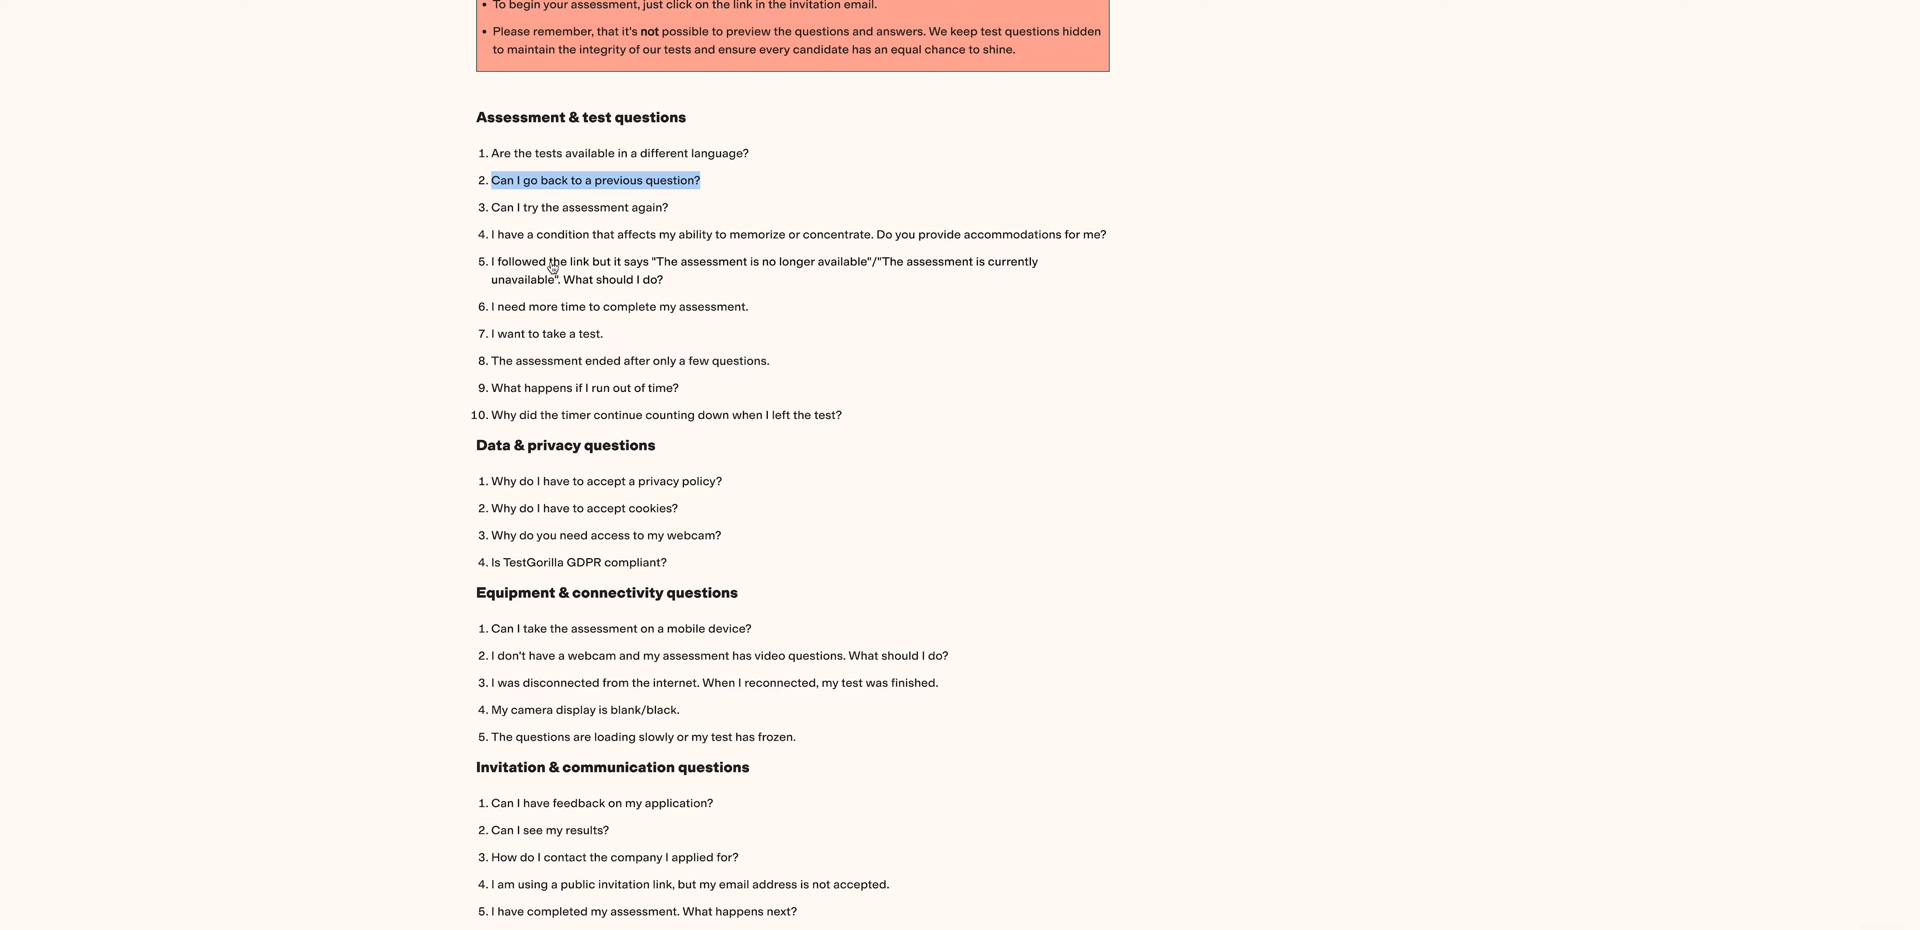 • To begin your assessment, just click on the link in the invitation email.
• Please remember, that it's not possible to preview the questions and answers. We keep test questions hidden
to maintain the integrity of our tests and ensure every candidate has an equal chance to shine.
Assessment & test questions
1. Are the tests available in a different language?
2. Can I go back to a previous question?
3. Can I try the assessment again?
4. I have a condition that affects my ability to memorize or concentrate. Do you provide accommodations for me?
5. I followed the link but it says "The assessment is no longer available"/"The assessment is currently
unavailable". What should I do?
6. I need more time to complete my assessment.
7. I want to take a test.
8. The assessment ended after only a few questions.
9. What happens if I run out of time?
10. Why did the timer continue counting down when I left the test?
Data & privacy questions
1. Why do I have to accept a privacy policy?
2. Why do I have to accept cookies?
3. Why do you need access to my webcam?
4. Is TestGorilla GDPR compliant?
Equipment & connectivity questions
1. Can I take the assessment on a mobile device?
2. I don't have a webcam and my assessment has video questions. What should I do?
3. I was disconnected from the internet. When I reconnected, my test was finished.
4. My camera display is blank/black.
5. The questions are loading slowly or my test has frozen.
Invitation & communication questions
1. Can I have feedback on my application?
2. Can I see my results?
3. How do I contact the company I applied for?
4. I am using a public invitation link, but my email address is not accepted.
5. I have completed my assessment. What happens next?